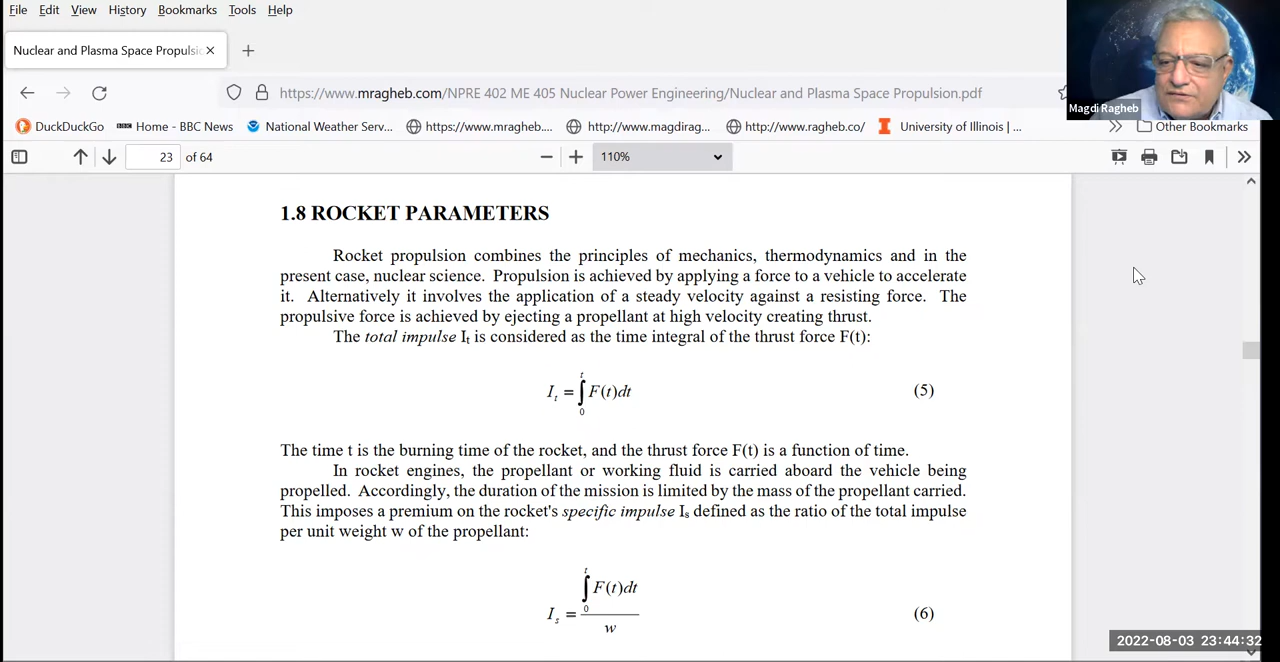 File Edit View History Bookmarks Tools Help
Nuclear and Plasma Space Propulsi
https://www.mragheb.com/NPRE 402 ME 405 Nuclear Power Engineering/Nuclear and Plasma Space Propulsion.pdf
Magdi Ragheb
DuckDuckGo BBC Home - BBC News National Weather Serv... https://www.mragheb.... http://www.magdirag... http://www.ragheb.co/ University of Illinois |... Other Bookmarks
23 of 64 110%
1.8 ROCKET PARAMETERS
Rocket propulsion combines the principles of mechanics, thermodynamics and in the
present case, nuclear science. Propulsion is achieved by applying a force to a vehicle to accelerate
it. Alternatively it involves the application of a steady velocity against a resisting force. The
propulsive force is achieved by ejecting a propellant at high velocity creating thrust.
The total impulse Iₜ is considered as the time integral of the thrust force F(t):
Iₜ = ∫₀ᵗ F(t)dt (5)
The time t is the burning time of the rocket, and the thrust force F(t) is a function of time.
In rocket engines, the propellant or working fluid is carried aboard the vehicle being
propelled. Accordingly, the duration of the mission is limited by the mass of the propellant carried.
This imposes a premium on the rocket's specific impulse Iₛ defined as the ratio of the total impulse
per unit weight w of the propellant:
Iₛ = ∫₀ᵗ F(t)dt / w (6)
2022-08-03 23:44:32